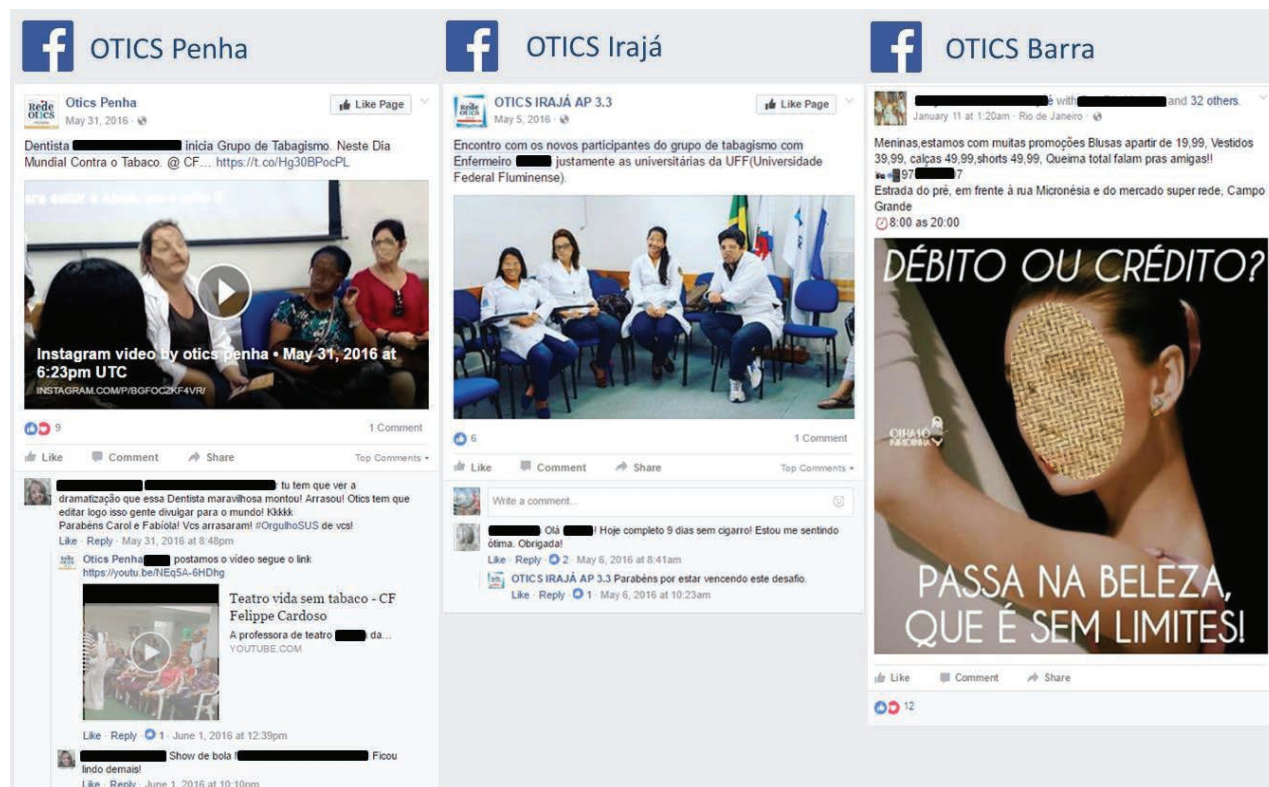 OTICS Penha
Otics Penha
Like Page
May 31, 2016
Dentista inicia Grupo de Tabagismo. Neste Dia
Mundial Contra o Tabaco. @ CF... https://t.co/Hg30BPocPL
Instagram video by otics penha • May 31, 2016 at
6:23pm UTC
INSTAGRAM.COM/P/BGFOCZKF4VR/
9
1 Comment
Like Comment Share
Top Comments
tu tem que ver a
dramatização que essa Dentista maravilhosa montou! Arrasou! Otics tem que
editar logo isso gente divulgar para o mundo! Kkkkk
Parabéns Carol e Fabíola! Vcs arrasaram! #OrgulhoSUS de vcs!
Like · Reply · May 31, 2016 at 8:48pm
Otics Penha postamos o vídeo segue o link
https://youtu.be/NEq5A-6HDhg
Teatro vida sem tabaco - CF
Felippe Cardoso
A professora de teatro da...
YOUTUBE.COM
Like · Reply · 1 · June 1, 2016 at 12:39pm
Show de bola ! Ficou
lindo demais!
Like · Reply · June 1, 2016 at 10:10pm
OTICS Irajá
OTICS IRAJÁ AP 3.3
Like Page
May 5, 2016
Encontro com os novos participantes do grupo de tabagismo com
Enfermeiro justamente as universitárias da UFF(Universidade
Federal Fluminense).
6
1 Comment
Like Comment Share
Top Comments
Write a comment...
Olá ! Hoje completo 9 dias sem cigarro! Estou me sentindo
ótima. Obrigada!
Like · Reply · 2 · May 6, 2016 at 8:41am
OTICS IRAJÁ AP 3.3 Parabéns por estar vencendo este desafio.
Like · Reply · 1 · May 6, 2016 at 10:23am
OTICS Barra
é with and 32 others.
January 11 at 1:20am · Rio de Janeiro
Meninas,estamos com muitas promoções Blusas apartir de 19,99, Vestidos
39,99, calças 49,99,shorts 49,99, Queima total falam pras amigas!!
97 7
Estrada do pré, em frente à rua Micronésia e do mercado super rede, Campo
Grande
8:00 as 20:00
DÉBITO OU CRÉDITO?
PASSA NA BELEZA,
QUE É SEM LIMITES!
Like Comment Share
12